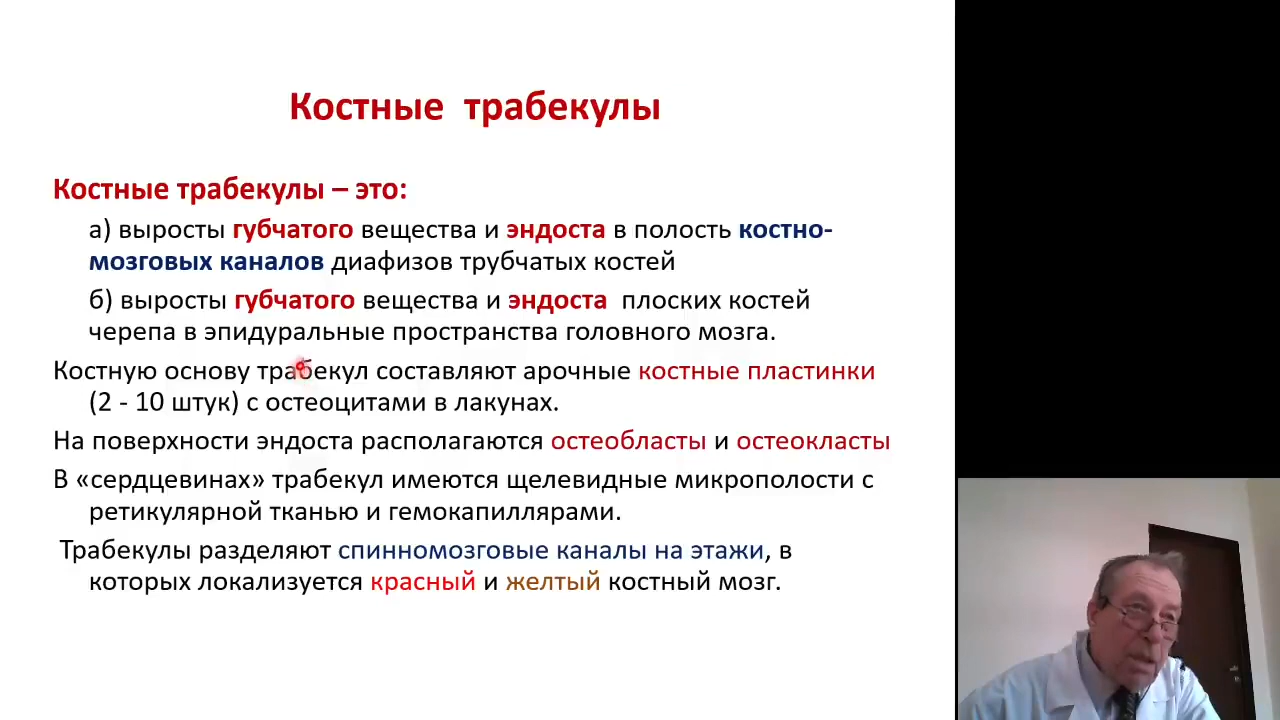 Костные трабекулы
Костные трабекулы – это:
а) выросты губчатого вещества и эндоста в полость костно-
мозговых каналов диафизов трубчатых костей
б) выросты губчатого вещества и эндоста плоских костей
черепа в эпидуральные пространства головного мозга.
Костную основу трабекул составляют арочные костные пластинки
(2 - 10 штук) с остеоцитами в лакунах.
На поверхности эндоста располагаются остеобласты и остеокласты
В «сердцевинах» трабекул имеются щелевидные микрополости с
ретикулярной тканью и гемокапиллярами.
Трабекулы разделяют спинномозговые каналы на этажи, в
которых локализуется красный и желтый костный мозг.